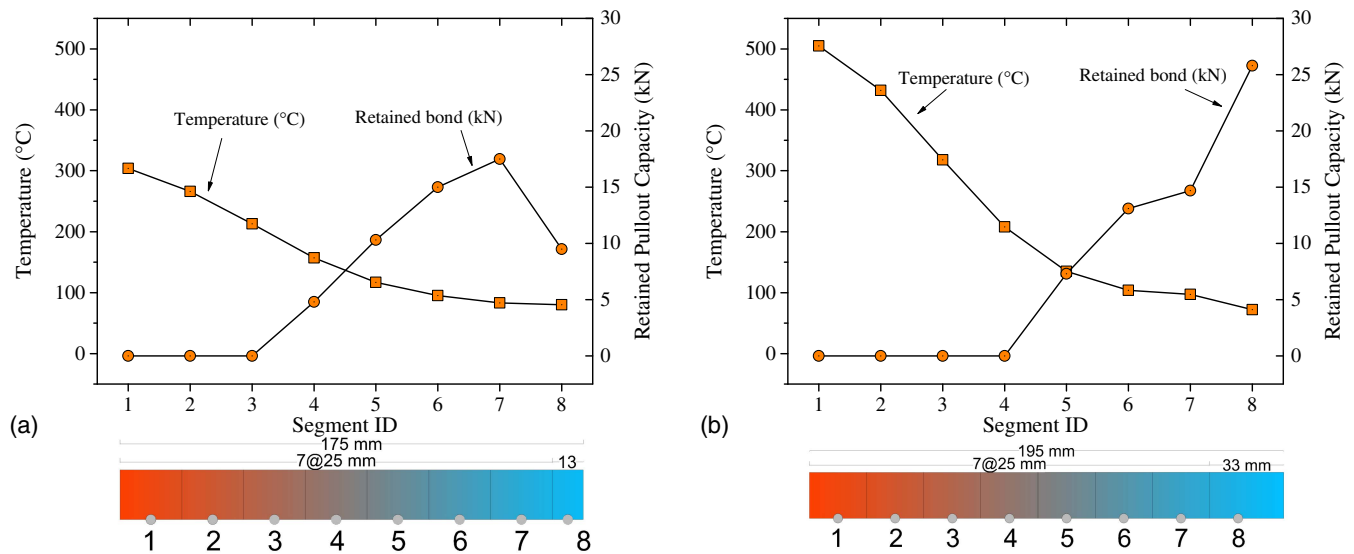 30
500
25
400
20
300
15
200
10
100
5
0
0
Temperature (°C)
Retained Pullout Capacity (kN)
Temperature (°C)
Retained bond (kN)
1 2 3 4 5 6 7 8
Segment ID
(a)
175 mm
7@25 mm
13
1 2 3 4 5 6 7 8
30
500
25
400
20
300
15
200
10
100
5
0
0
Temperature (°C)
Retained Pullout Capacity (kN)
Temperature (°C)
Retained bond (kN)
1 2 3 4 5 6 7 8
Segment ID
(b)
195 mm
7@25 mm
33 mm
1 2 3 4 5 6 7 8